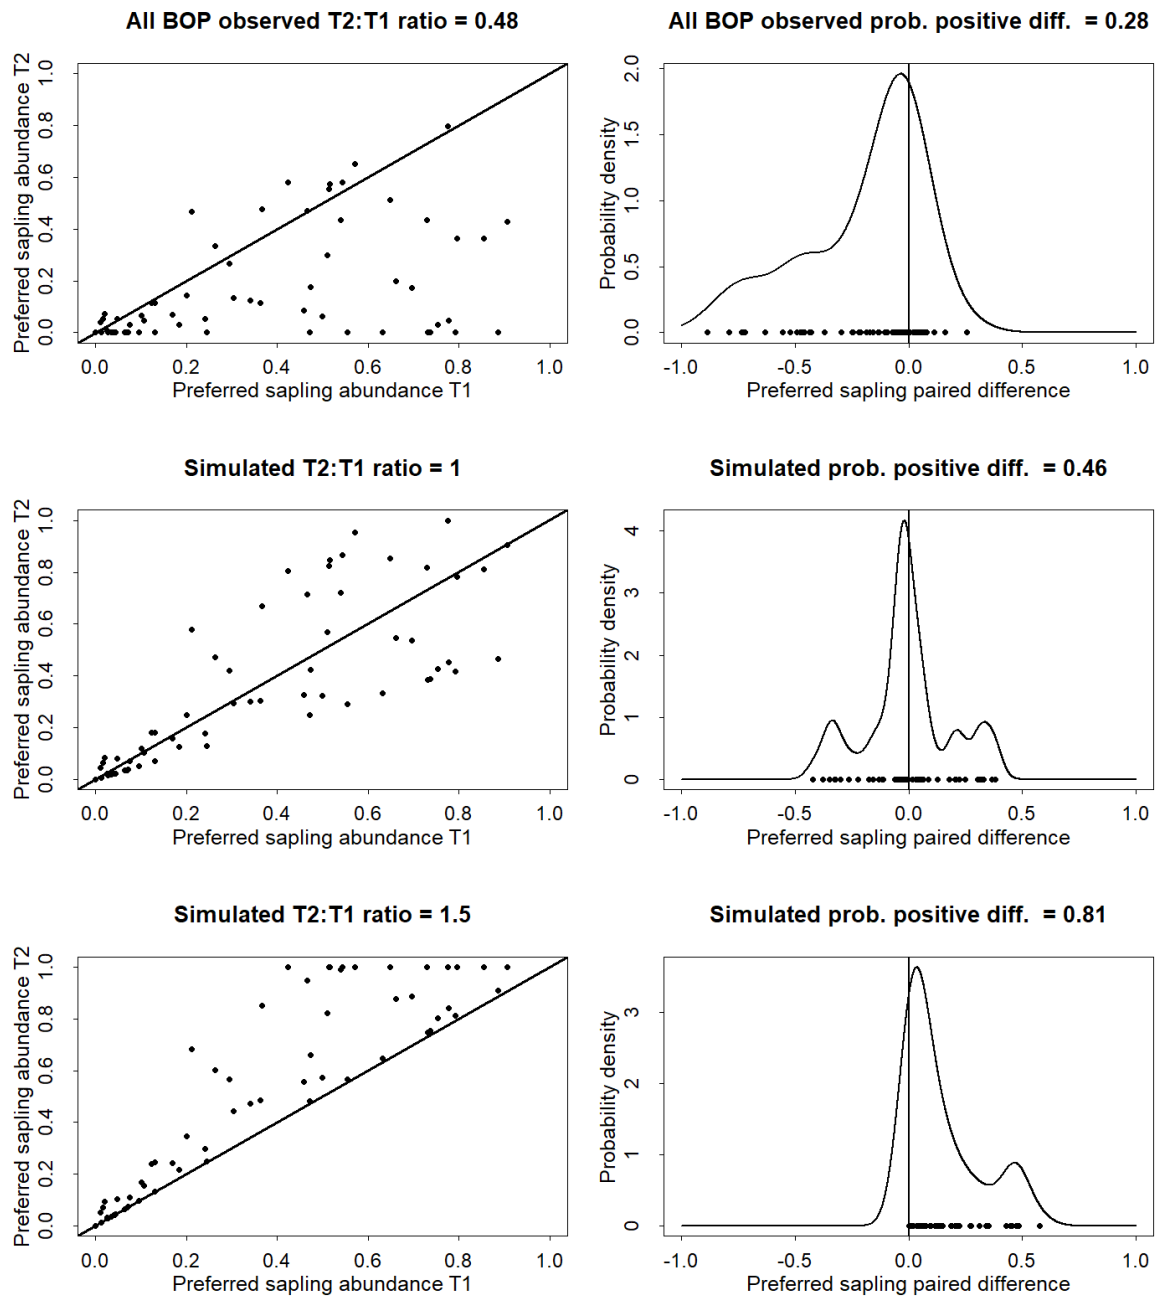 All BOP observed T2:T1 ratio = 0.48
Preferred sapling abundance T2
1.0
0.8
0.6
0.4
0.2
0.0
0.0 0.2 0.4 0.6 0.8 1.0
Preferred sapling abundance T1
All BOP observed prob. positive diff.  = 0.28
Probability density
2.0
1.5
1.0
0.5
0.0
-1.0 -0.5 0.0 0.5 1.0
Preferred sapling paired difference
Simulated T2:T1 ratio = 1
Preferred sapling abundance T2
1.0
0.8
0.6
0.4
0.2
0.0
0.0 0.2 0.4 0.6 0.8 1.0
Preferred sapling abundance T1
Simulated prob. positive diff.  = 0.46
Probability density
4
3
2
1
0
-1.0 -0.5 0.0 0.5 1.0
Preferred sapling paired difference
Simulated T2:T1 ratio = 1.5
Preferred sapling abundance T2
1.0
0.8
0.6
0.4
0.2
0.0
0.0 0.2 0.4 0.6 0.8 1.0
Preferred sapling abundance T1
Simulated prob. positive diff.  = 0.81
Probability density
3
2
1
0
-1.0 -0.5 0.0 0.5 1.0
Preferred sapling paired difference